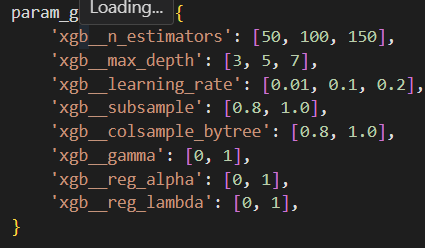 Loading...
param_g {
'xgb__n_estimators': [50, 100, 150],
'xgb__max_depth': [3, 5, 7],
'xgb__learning_rate': [0.01, 0.1, 0.2],
'xgb__subsample': [0.8, 1.0],
'xgb__colsample_bytree': [0.8, 1.0],
'xgb__gamma': [0, 1],
'xgb__reg_alpha': [0, 1],
'xgb__reg_lambda': [0, 1],
}